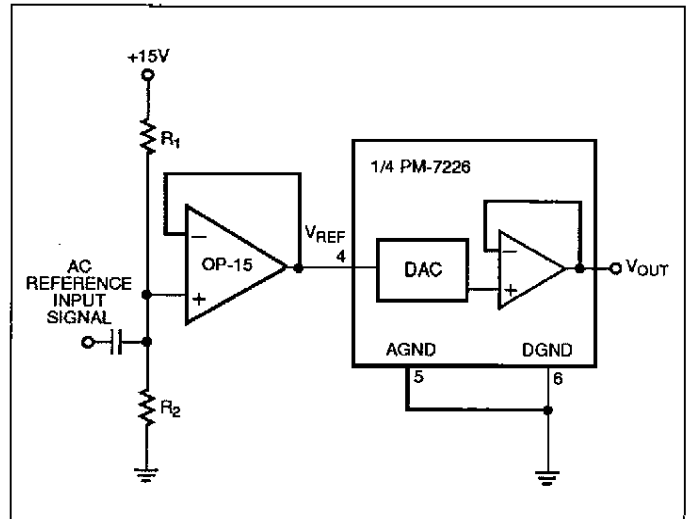 +15V
R1
1/4 PM-7226
VREF
4
−
OP-15
+
DAC
−
+
VOUT
AC
REFERENCE
INPUT
SIGNAL
AGND
DGND
5
6
R2